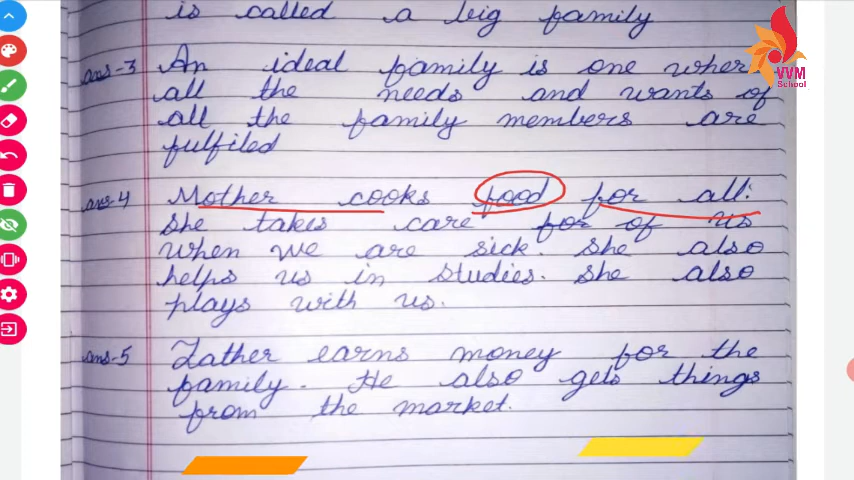 is called a big family
ans-3 An ideal family is one wher
all the needs and wants of
all the family members are
fulfiled
ans-4 Mother cooks food for all.
she takes care for of us
when we are sick. she also
helps us in studies. she also
plays with us.
ans-5 Father earns money for the
family. He also gets things
from the market.
VVM
School